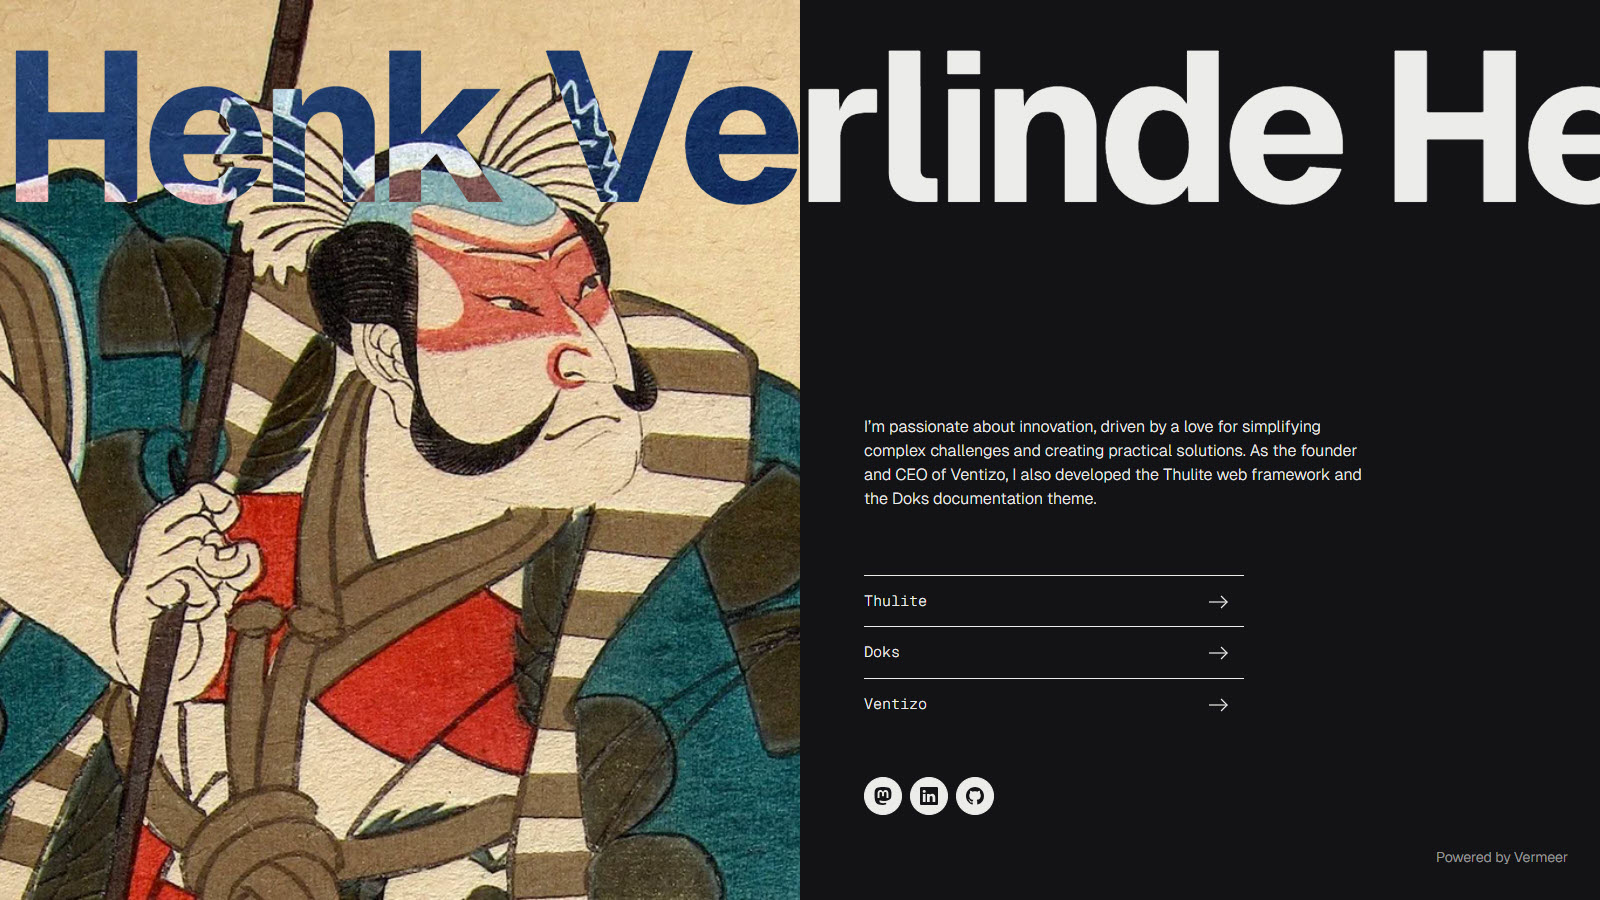 Henk Verlinde He
I'm passionate about innovation, driven by a love for simplifying
complex challenges and creating practical solutions. As the founder
and CEO of Ventizo, I also developed the Thulite web framework and
the Doks documentation theme.
Thulite
Doks
Ventizo
in
Powered by Vermeer